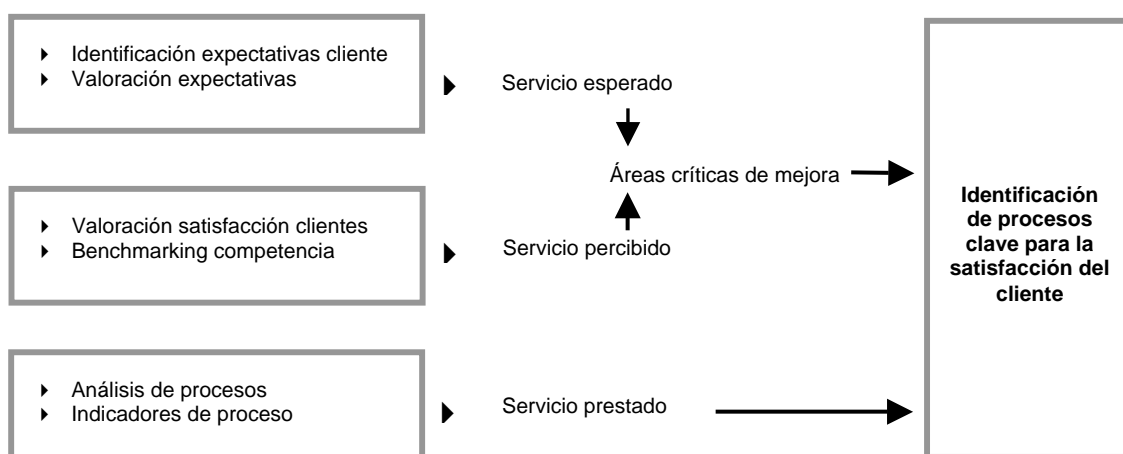 Identificación expectativas cliente
Valoración expectativas
Servicio esperado
Áreas críticas de mejora
Valoración satisfacción clientes
Benchmarking competencia
Servicio percibido
Identificación
de procesos
clave para la
satisfacción del
cliente
Análisis de procesos
Indicadores de proceso
Servicio prestado